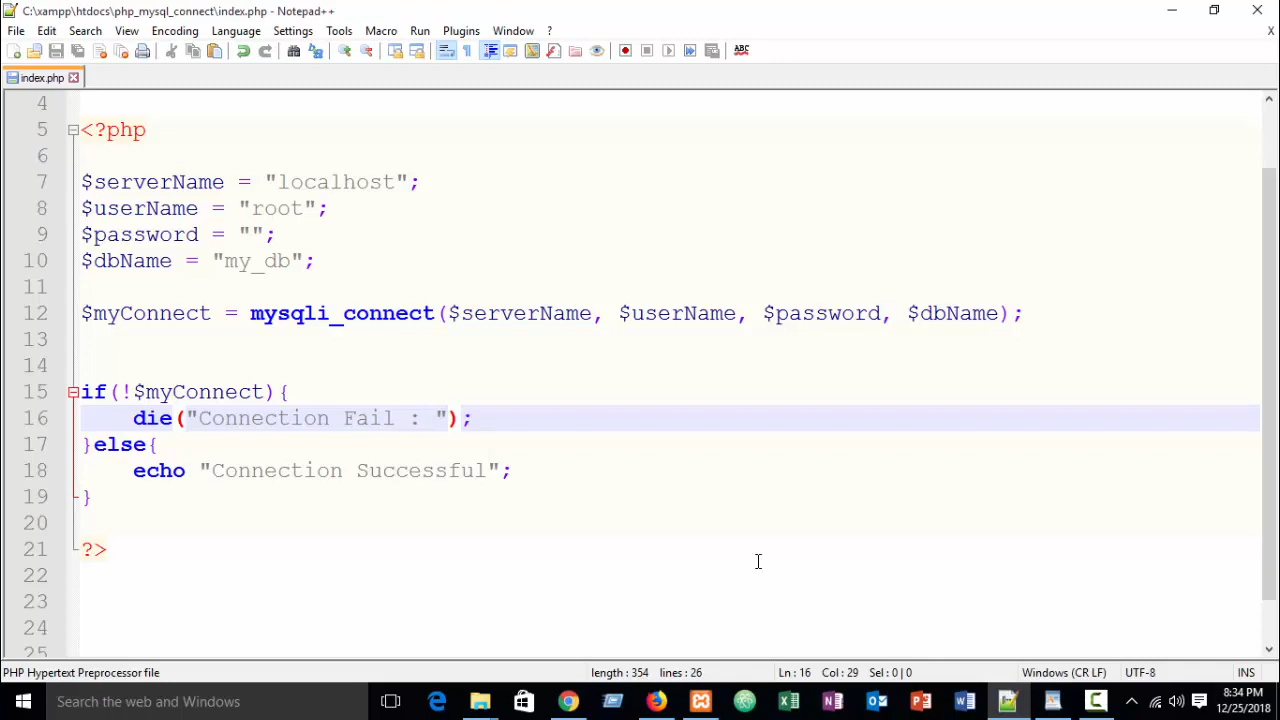 C:\xampp\htdocs\php_mysql_connect\index.php - Notepad++
File Edit Search View Encoding Language Settings Tools Macro Run Plugins Window ? X
ABC
index.php
4
5 <?php
6
7 $serverName = "localhost";
8 $userName = "root";
9 $password = "";
10 $dbName = "my_db";
11
12 $myConnect = mysqli_connect($serverName, $userName, $password, $dbName);
13
14
15 if(!$myConnect){
16 die("Connection Fail : ");
17 }else{
18 echo "Connection Successful";
19 }
20
21 ?>
22
23
24
25
PHP Hypertext Preprocessor file length : 354 lines : 26 Ln : 16 Col : 29 Sel : 0 | 0 Windows (CR LF) UTF-8 INS
Search the web and Windows
8:34 PM
12/25/2018